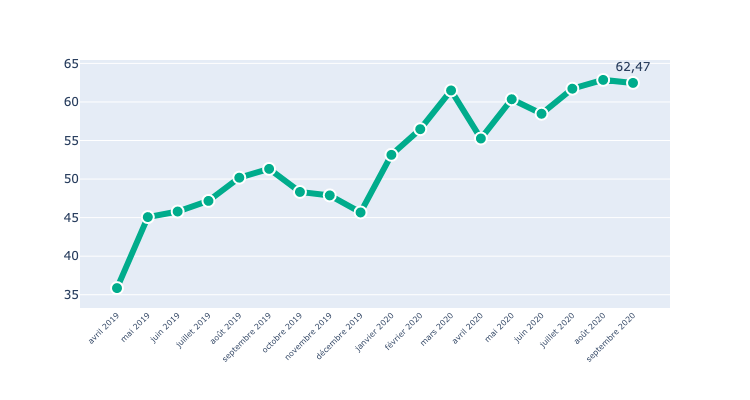 65
62,47
60
55
50
45
40
35
avril 2019
mai 2019
juin 2019
juillet 2019
août 2019
septembre 2019
octobre 2019
novembre 2019
décembre 2019
janvier 2020
février 2020
mars 2020
avril 2020
mai 2020
juin 2020
juillet 2020
août 2020
septembre 2020